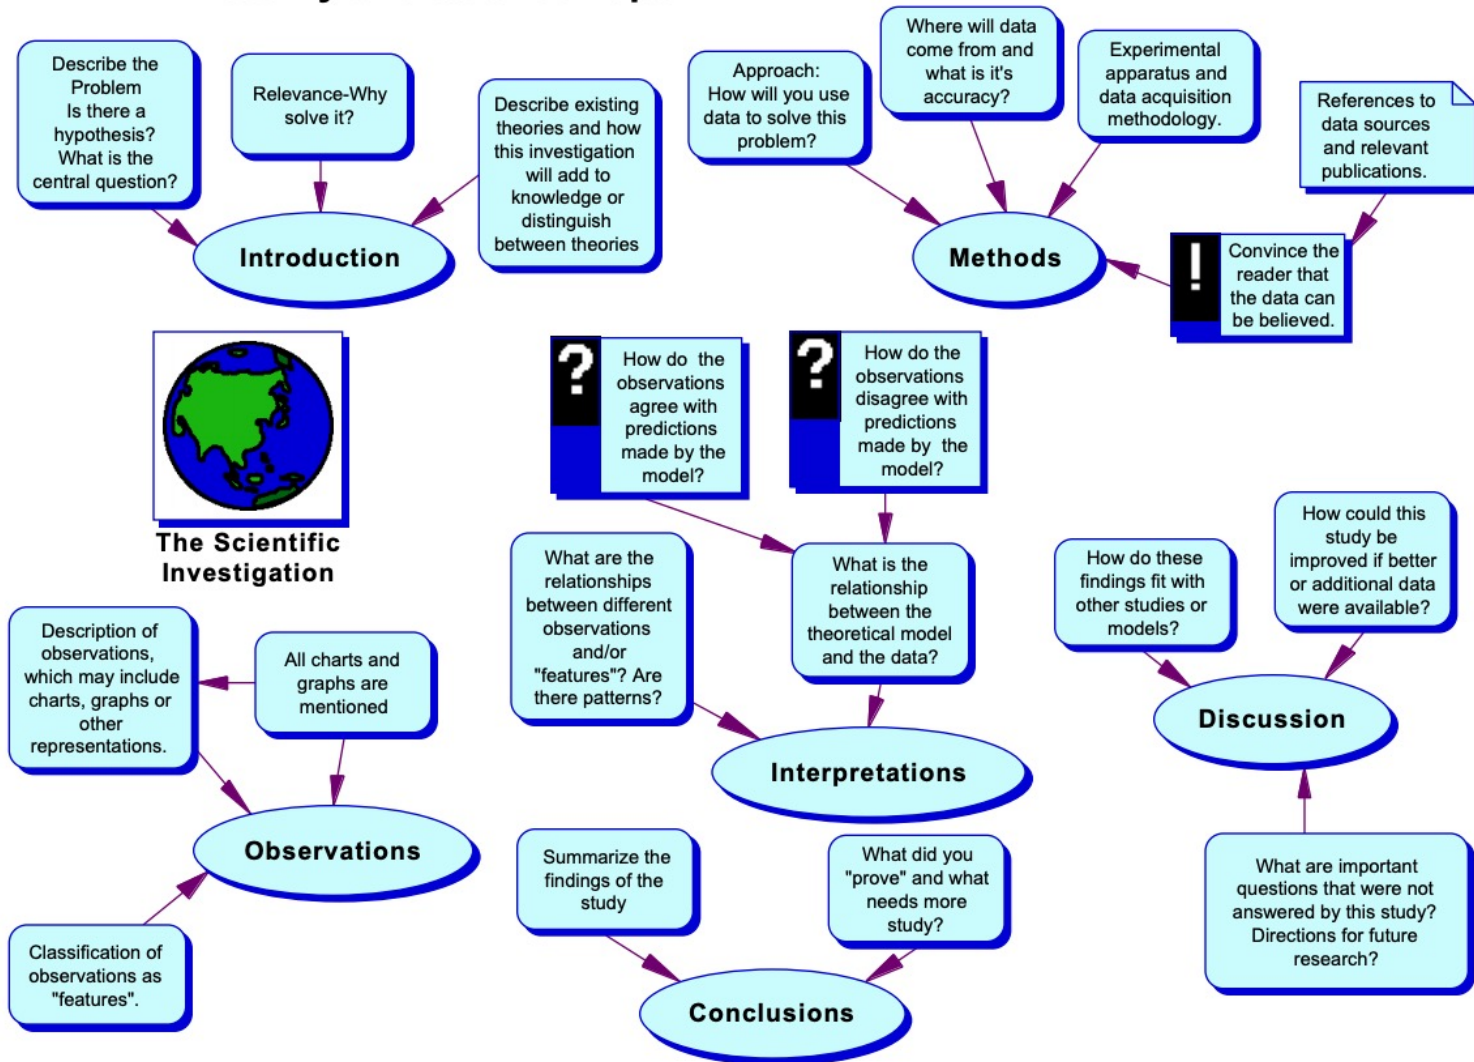 Describe the
Problem
Is there a
hypothesis?
What is the
central question?
Relevance-Why
solve it?
Describe existing
theories and how
this investigation
will add to
knowledge or
distinguish
between theories
Introduction
Approach:
How will you use
data to solve this
problem?
Where will data
come from and
what is it's
accuracy?
Experimental
apparatus and
data acquisition
methodology.
References to
data sources
and relevant
publications.
!
Convince the
reader that
the data can
be believed.
Methods
The Scientific
Investigation
?
How do the
observations
agree with
predictions
made by the
model?
?
How do the
observations
disagree with
predictions
made by the
model?
What are the
relationships
between different
observations
and/or
"features"? Are
there patterns?
What is the
relationship
between the
theoretical model
and the data?
Interpretations
How do these
findings fit with
other studies or
models?
How could this
study be
improved if better
or additional data
were available?
Discussion
What are important
questions that were not
answered by this study?
Directions for future
research?
Description of
observations,
which may include
charts, graphs or
other
representations.
All charts and
graphs are
mentioned
Observations
Classification of
observations as
"features".
Summarize the
findings of the
study
What did you
"prove" and what
needs more
study?
Conclusions